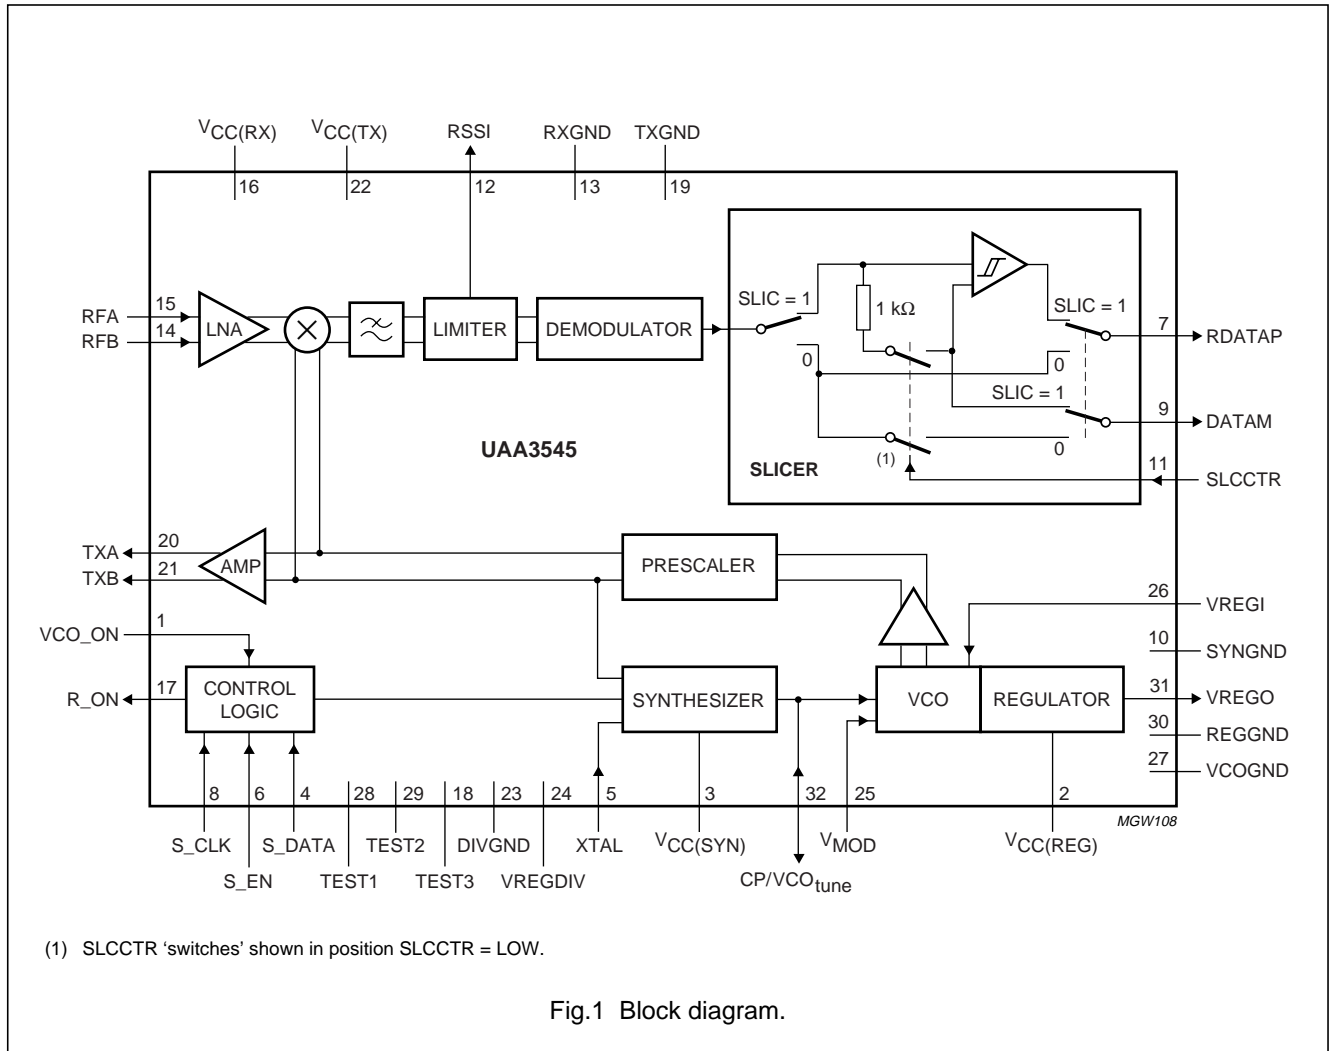 VCC(RX) VCC(TX) RSSI RXGND TXGND
16 22 12 13 19
SLIC = 1
1 kΩ
SLIC = 1
0
0
SLIC = 1
0
(1)
SLICER
RFA 15
RFB 14
LNA
LIMITER
DEMODULATOR
7 RDATAP
9 DATAM
11 SLCCTR
UAA3545
TXA 20
TXB 21
AMP
PRESCALER
26 VREGI
10 SYNGND
VCO_ON 1
R_ON 17
CONTROL
LOGIC
SYNTHESIZER
VCO
REGULATOR
31 VREGO
30 REGGND
27 VCOGND
8 6 4 28 29 18 23 24 5 3 32 25 2
MGW108
S_CLK S_DATA TEST2 DIVGND XTAL VCC(SYN) VMOD VCC(REG)
S_EN TEST1 TEST3 VREGDIV CP/VCOtune
(1) SLCCTR ‘switches’ shown in position SLCCTR = LOW.
Fig.1 Block diagram.